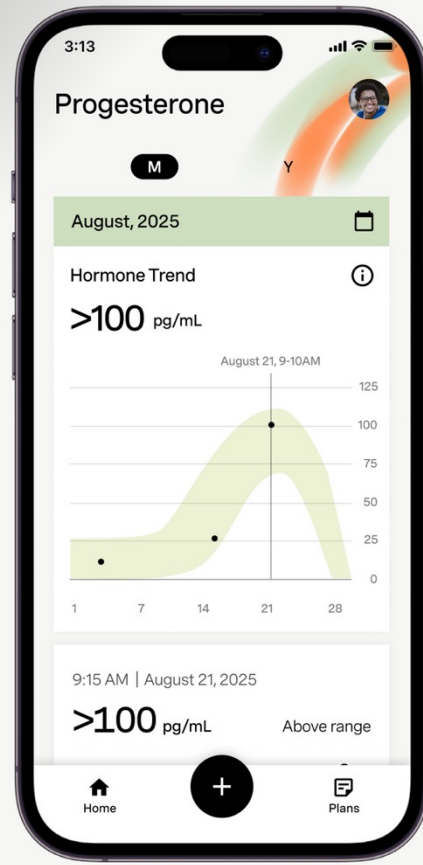 3:13
Progesterone
M Y
August, 2025
Hormone Trend
>100 pg/mL
August 21, 9-10AM
125
100
75
50
25
0
1 7 14 21 28
9:15 AM | August 21, 2025
>100 pg/mL Above range
+
Home Plans